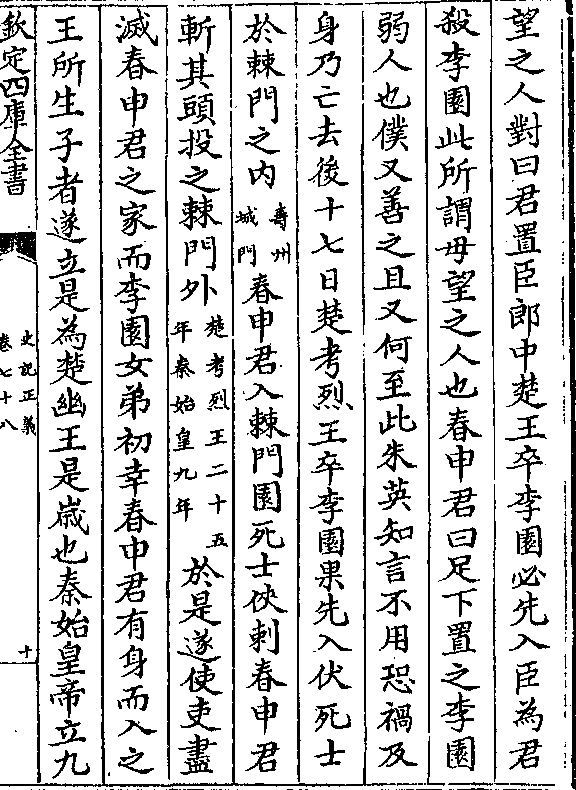 望之人對曰君置臣郎中楚王卒李園必先入臣為君
殺李園此所謂毋望之人也春申君曰足下置之李園
弱人也僕又善之且又何至此朱英知言不用恐禍及
身乃亡去後十七日楚考烈王卒李園果先入伏死士
於棘門之内壽州城門春申君入棘門園死士俠刺春申君
斬其頭投之棘門外楚考烈王二十五年秦始皇九年於是遂使吏盡
滅春申君之家而李園女弟初幸春申君有身而入之
王所生子者遂立是為楚幽王是嵗也秦始皇帝立九
欽定四庫全書
史記正義
卷七十八
十